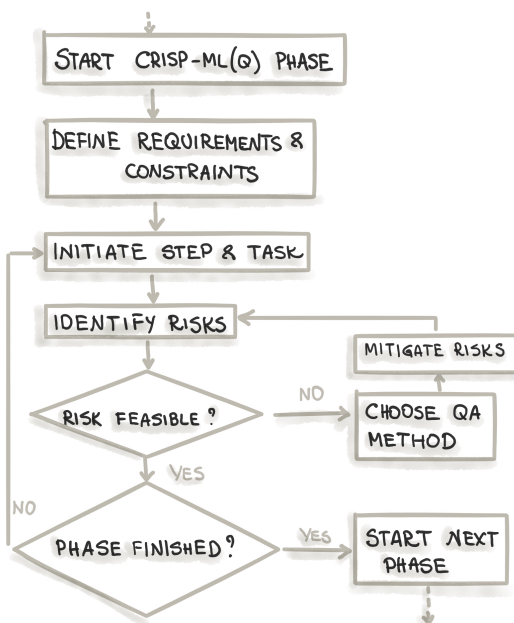 START CRISP-ML(Q) PHASE
DEFINE REQUIREMENTS &
CONSTRAINTS
INITIATE STEP & TASK
IDENTIFY RISKS
MITIGATE RISKS
RISK FEASIBLE?
NO
CHOOSE QA
METHOD
YES
NO
PHASE FINISHED?
YES
START NEXT
PHASE